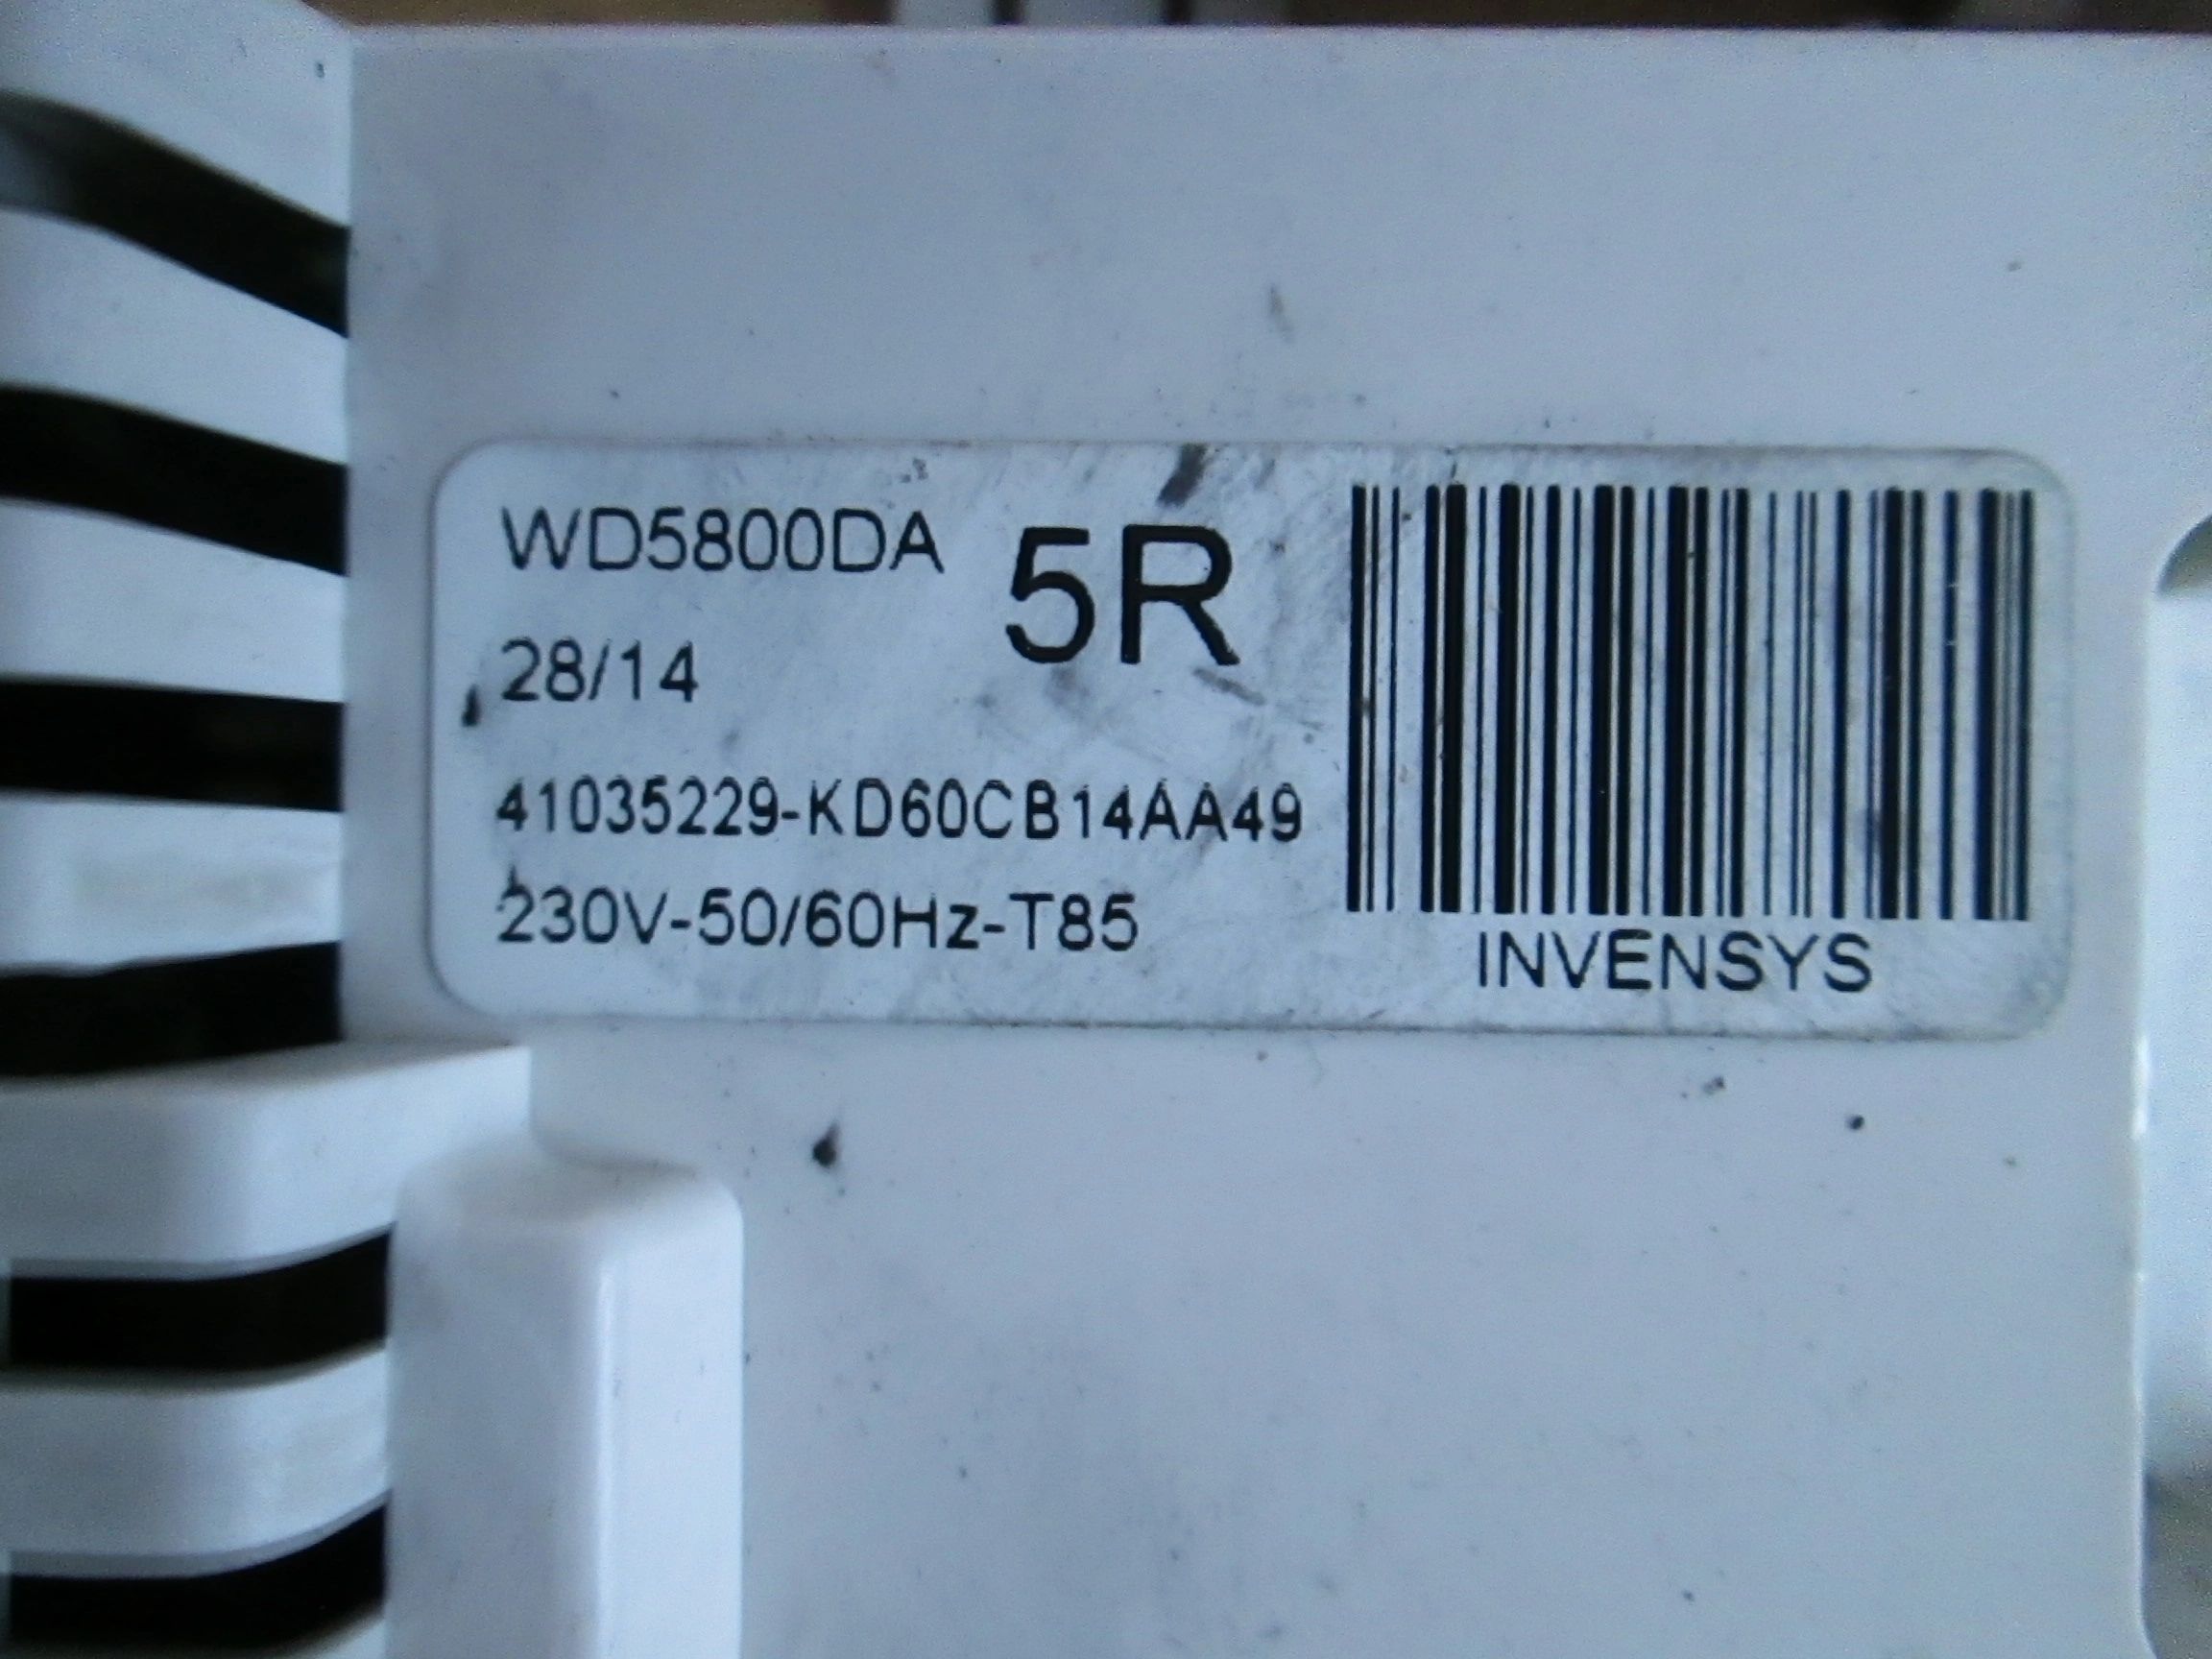 WD5800DA 5R
28/14
41035229-KD60CB14AA49
230V-50/60Hz-T85
INVENSYS